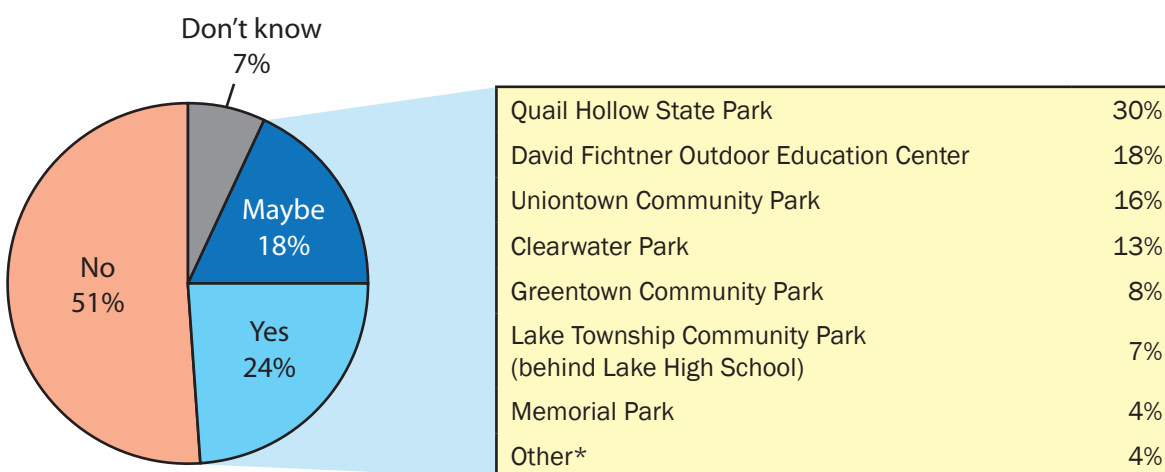 Don’t know
7%
Maybe
18%
No
51%
Yes
24%
Quail Hollow State Park 30%
David Fichtner Outdoor Education Center 18%
Uniontown Community Park 16%
Clearwater Park 13%
Greentown Community Park 8%
Lake Township Community Park
(behind Lake High School) 7%
Memorial Park 4%
Other* 4%